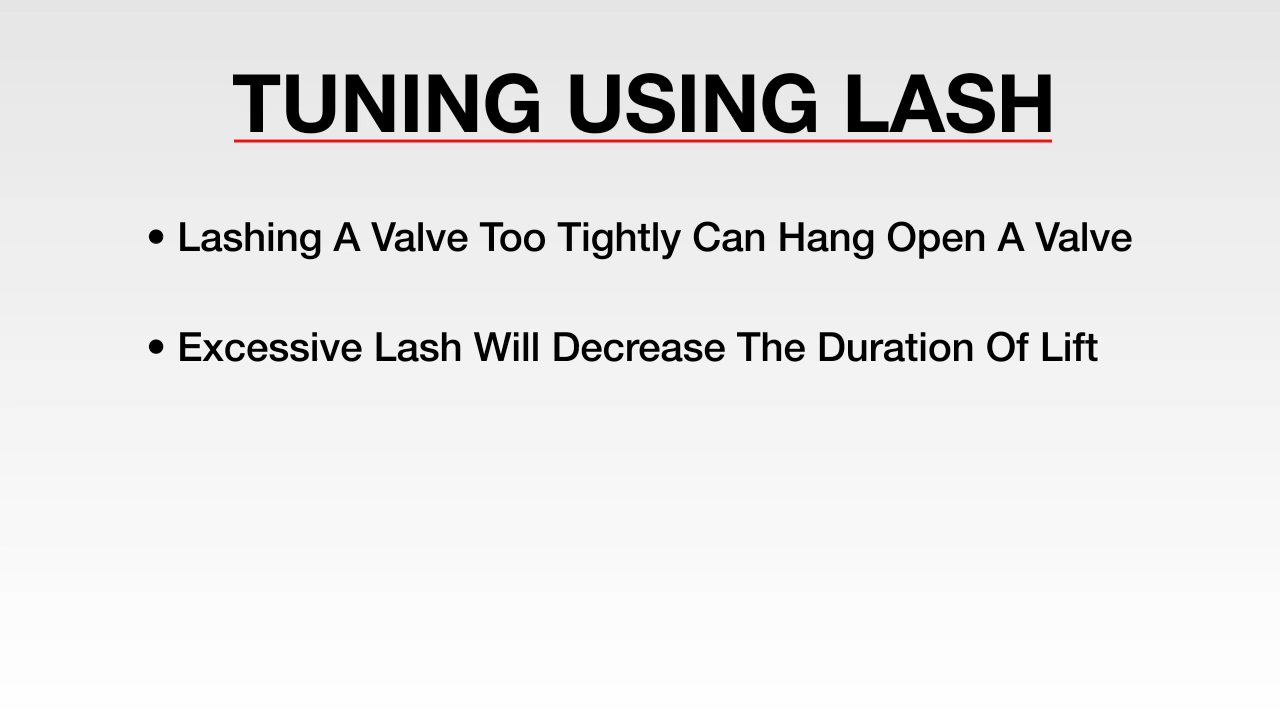 TUNING USING LASH
• Lashing A Valve Too Tightly Can Hang Open A Valve
• Excessive Lash Will Decrease The Duration Of Lift